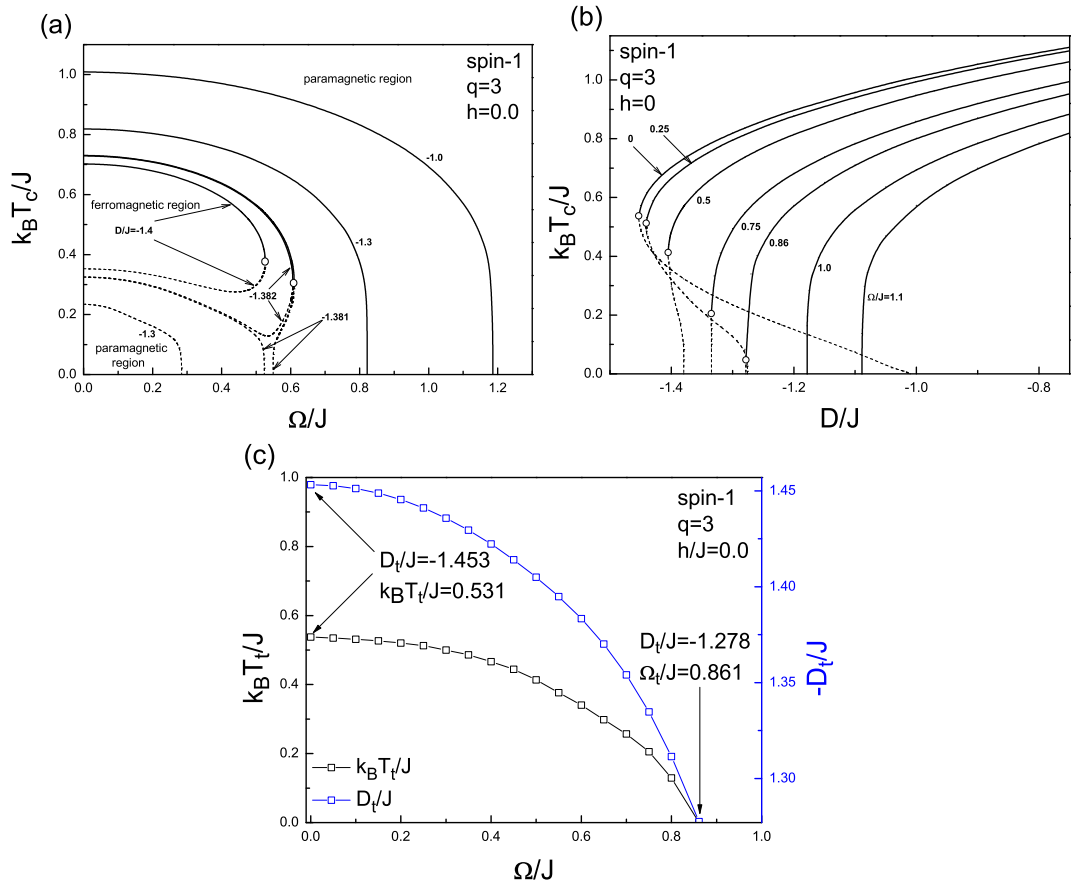 (a)
k_BT_c/J
1.0
0.8
0.6
0.4
0.2
0.0
0.0 0.2 0.4 0.6 0.8 1.0 1.2
Ω/J
paramagnetic region
spin-1
q=3
h=0.0
-1.0
ferromagnetic region
D/J=-1.4
-1.3
-1.382
-1.381
-1.3
paramagnetic
region
(b)
k_BT_c/J
1.0
0.8
0.6
0.4
0.2
0.0
-1.4 -1.2 -1.0 -0.8
D/J
spin-1
q=3
h=0
0.25
0
0.5
0.75
0.86
1.0
Ω/J=1.1
(c)
k_BT_t/J
1.0
0.8
0.6
0.4
0.2
0.0
0.0 0.2 0.4 0.6 0.8 1.0
Ω/J
1.45
1.40
1.35
1.30
-D_t/J
spin-1
q=3
h/J=0.0
D_t/J=-1.453
k_BT_t/J=0.531
D_t/J=-1.278
Ω_t/J=0.861
k_BT_t/J
D_t/J